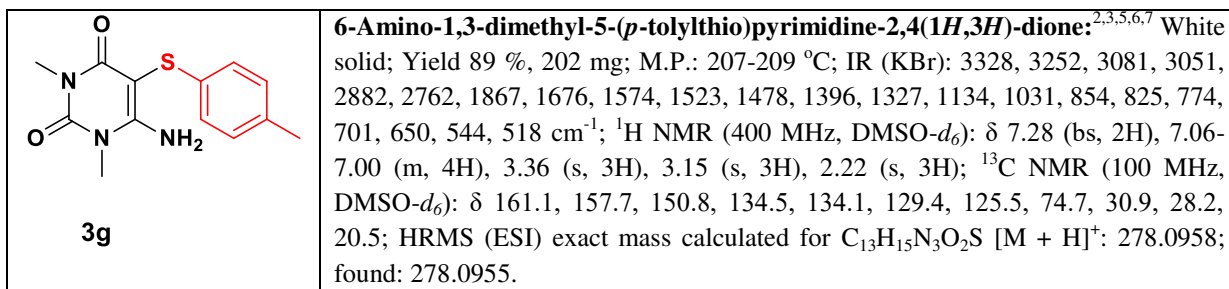 O
S
N
O
N
NH2
3g
6-Amino-1,3-dimethyl-5-(p-tolylthio)pyrimidine-2,4(1H,3H)-dione:2,3,5,6,7 White
solid; Yield 89 %, 202 mg; M.P.: 207-209 oC; IR (KBr): 3328, 3252, 3081, 3051,
2882, 2762, 1867, 1676, 1574, 1523, 1478, 1396, 1327, 1134, 1031, 854, 825, 774,
701, 650, 544, 518 cm-1; 1H NMR (400 MHz, DMSO-d6): δ 7.28 (bs, 2H), 7.06-
7.00 (m, 4H), 3.36 (s, 3H), 3.15 (s, 3H), 2.22 (s, 3H); 13C NMR (100 MHz,
DMSO-d6): δ 161.1, 157.7, 150.8, 134.5, 134.1, 129.4, 125.5, 74.7, 30.9, 28.2,
20.5; HRMS (ESI) exact mass calculated for C13H15N3O2S [M + H]+: 278.0958;
found: 278.0955.